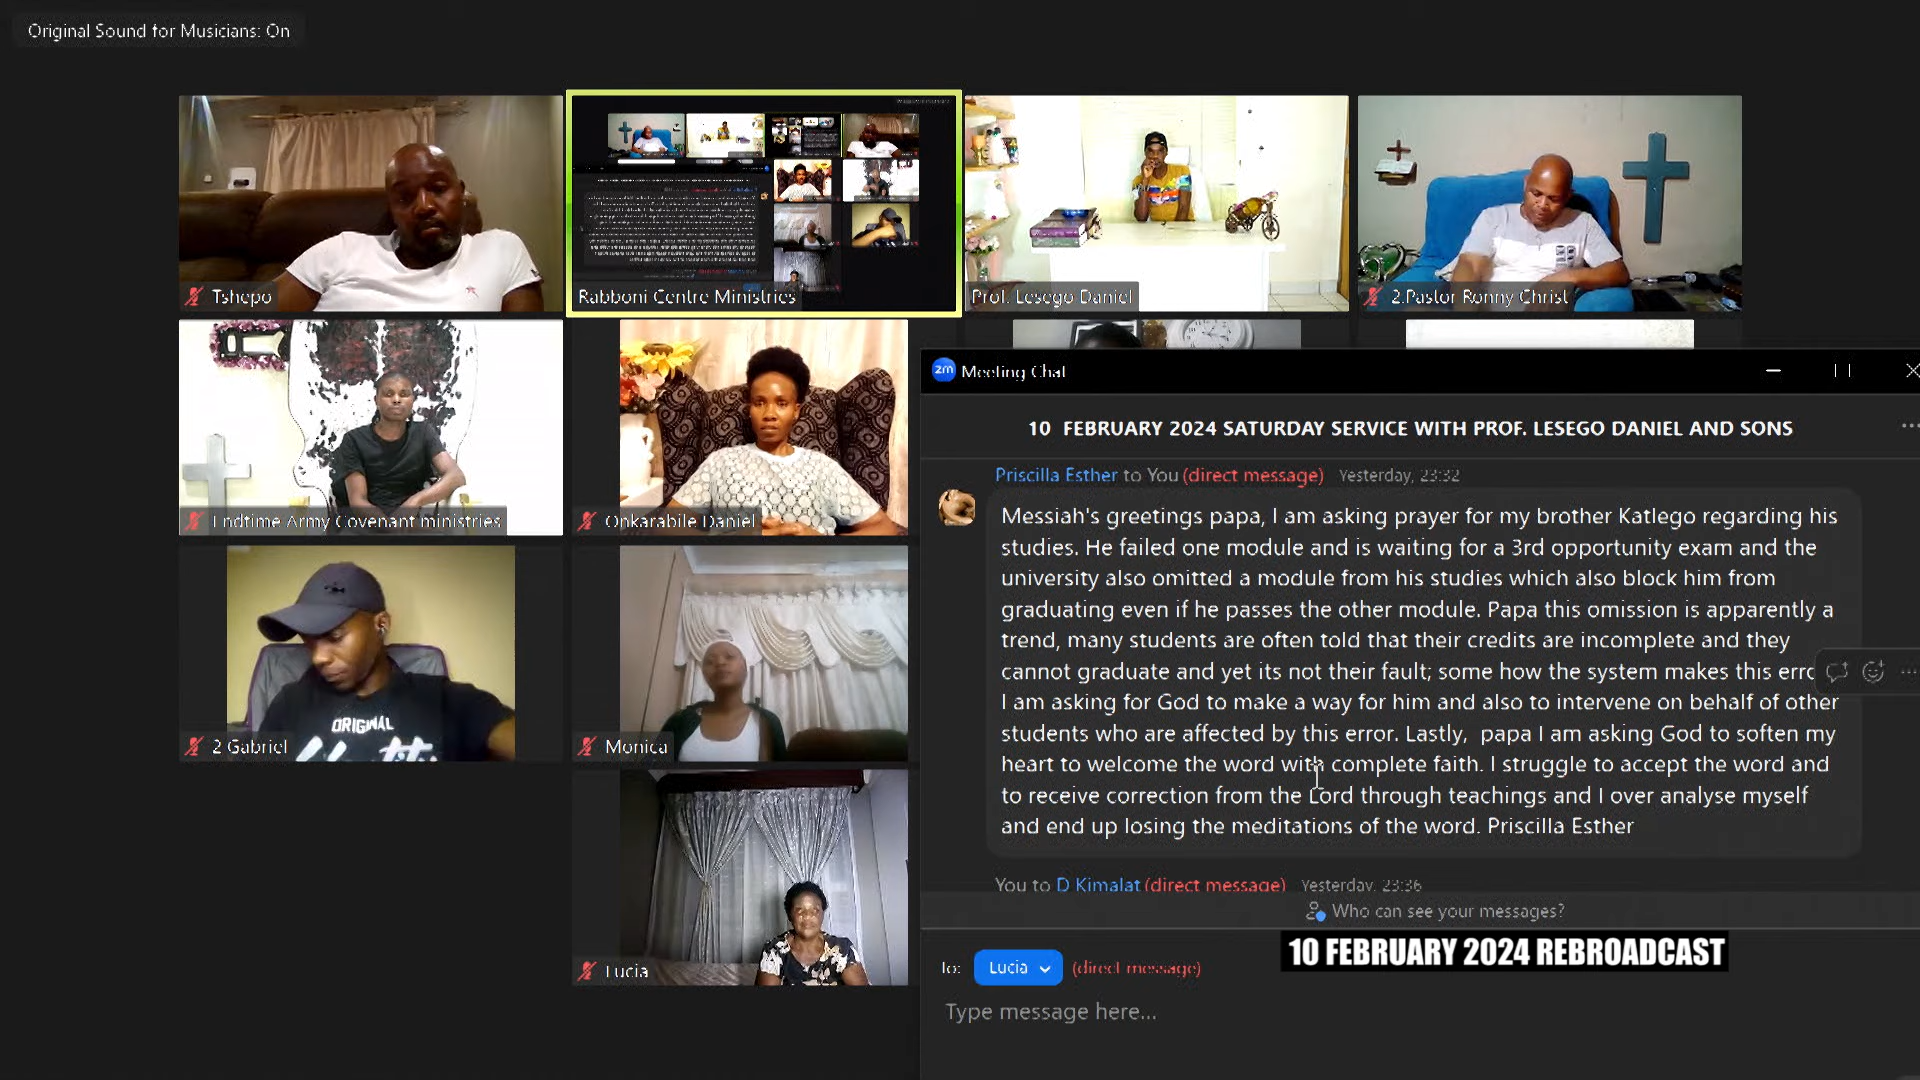 Original Sound for Musicians: On
Tshepo
Rabboni Centre Ministries
Prof. Lesego Daniel
2.Pastor Ronny Christ
Endtime Army Covenant ministries
Onkarabile Daniel
2 Gabriel
ORIGINAL
Monica
Lucia
zm Meeting Chat
10 FEBRUARY 2024 SATURDAY SERVICE WITH PROF. LESEGO DANIEL AND SONS
Priscilla Esther to You (direct message) Yesterday, 23:32
Messiah's greetings papa, I am asking prayer for my brother Katlego regarding his
studies. He failed one module and is waiting for a 3rd opportunity exam and the
university also omitted a module from his studies which also block him from
graduating even if he passes the other module. Papa this omission is apparently a
trend, many students are often told that their credits are incomplete and they
cannot graduate and yet its not their fault; some how the system makes this erro
I am asking for God to make a way for him and also to intervene on behalf of other
students who are affected by this error. Lastly, papa I am asking God to soften my
heart to welcome the word with complete faith. I struggle to accept the word and
to receive correction from the Lord through teachings and I over analyse myself
and end up losing the meditations of the word. Priscilla Esther
You to D Kimalat (direct message) Yesterday, 23:36
Who can see your messages?
10 FEBRUARY 2024 REBROADCAST
To: Lucia (direct message)
Type message here...